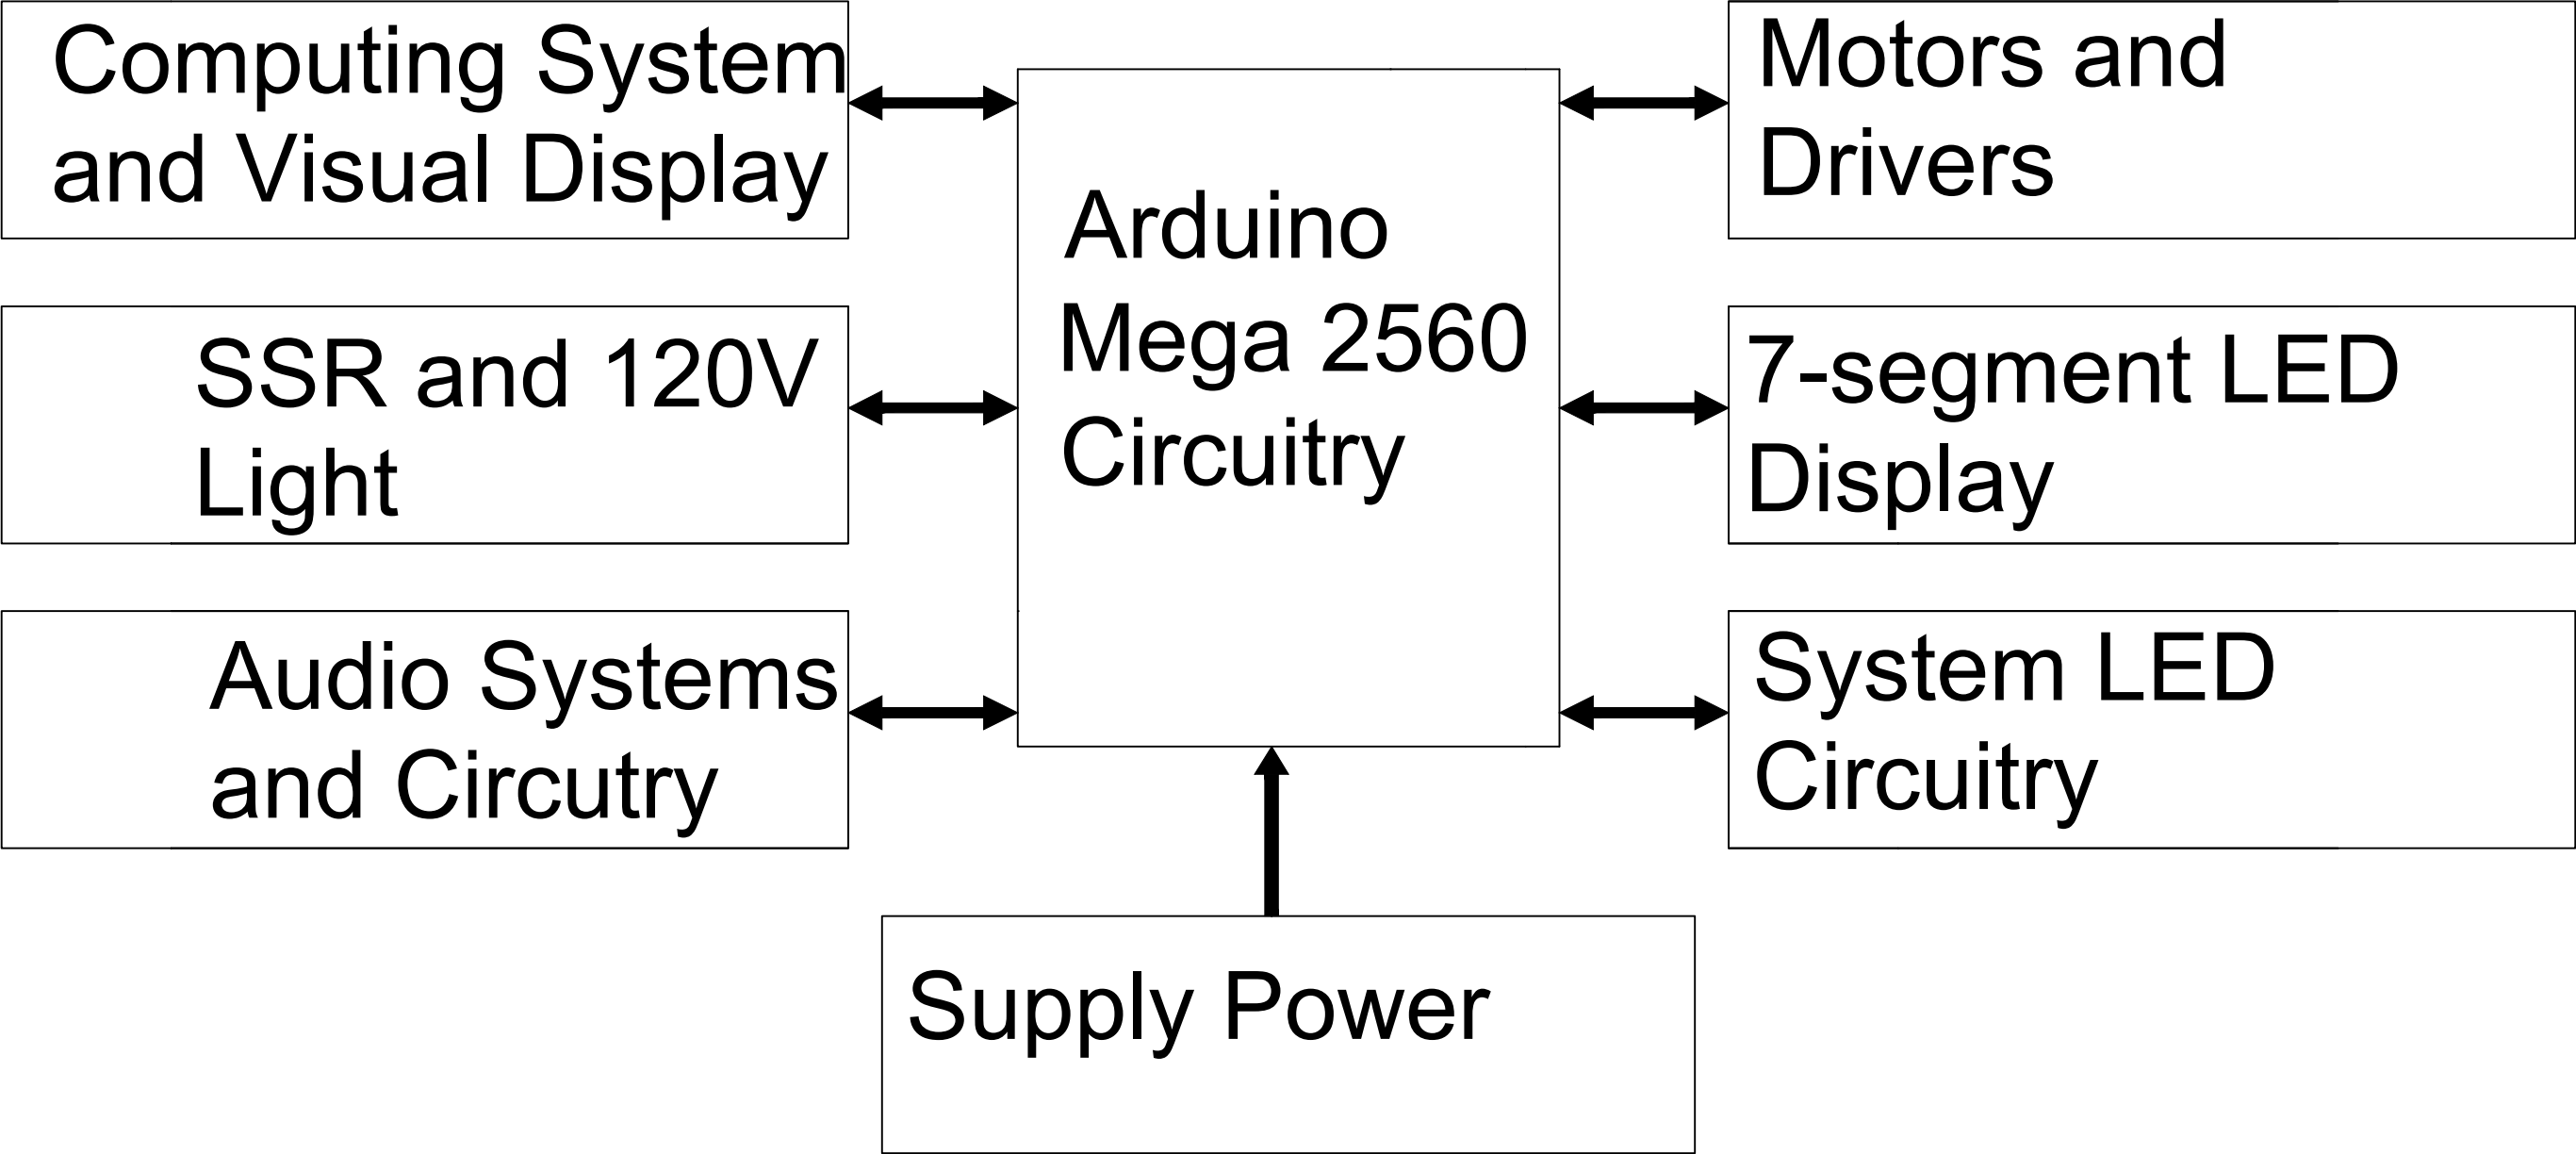 Computing System
and Visual Display
SSR and 120V
Light
Audio Systems
and Circutry
Arduino
Mega 2560
Circuitry
Motors and
Drivers
7-segment LED
Display
System LED
Circuitry
Supply Power